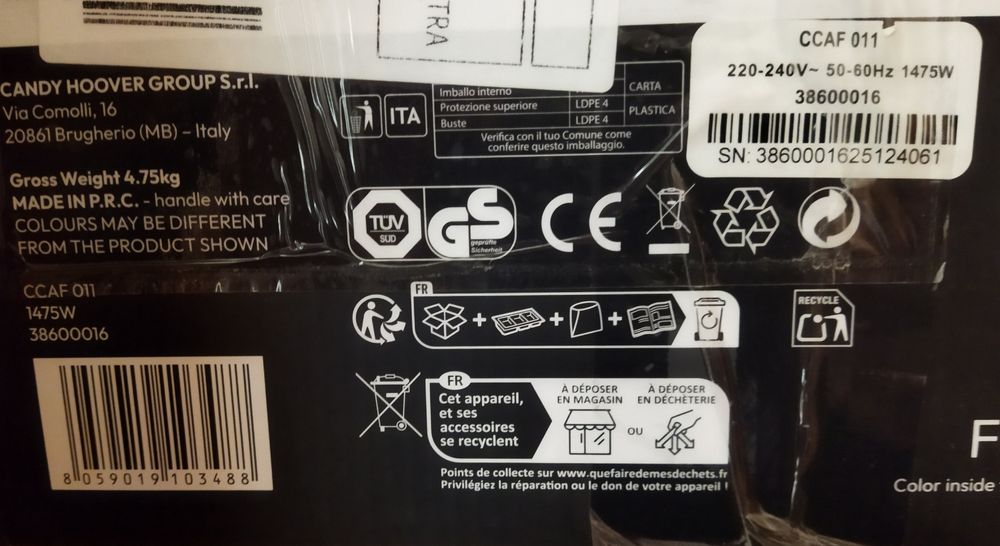 TRA
CCAF 011
220-240V~ 50-60Hz 1475W
38600016
SN: 3860001625124061
CANDY HOOVER GROUP S.r.l.
Via Comolli, 16
20861 Brugherio (MB) – Italy
ITA
Imballo interno CARTA
Protezione superiore LDPE 4 PLASTICA
Buste LDPE 4
Verifica con il tuo Comune come
conferire questo imballaggio.
Gross Weight 4.75kg
MADE IN P.R.C. - handle with care
COLOURS MAY BE DIFFERENT
FROM THE PRODUCT SHOWN
TÜV
SÜD
GS
geprüfte
Sicherheit
CE
CCAF 011
1475W
38600016
FR
+ + +
RECYCLE
8 059019 103488
FR
Cet appareil,
et ses
accessoires
se recyclent
À DÉPOSER
EN MAGASIN
OU
À DÉPOSER
EN DÉCHÈTERIE
Points de collecte sur www.quefairedemesdechets.fr
Privilégiez la réparation ou le don de votre appareil !
F
Color inside